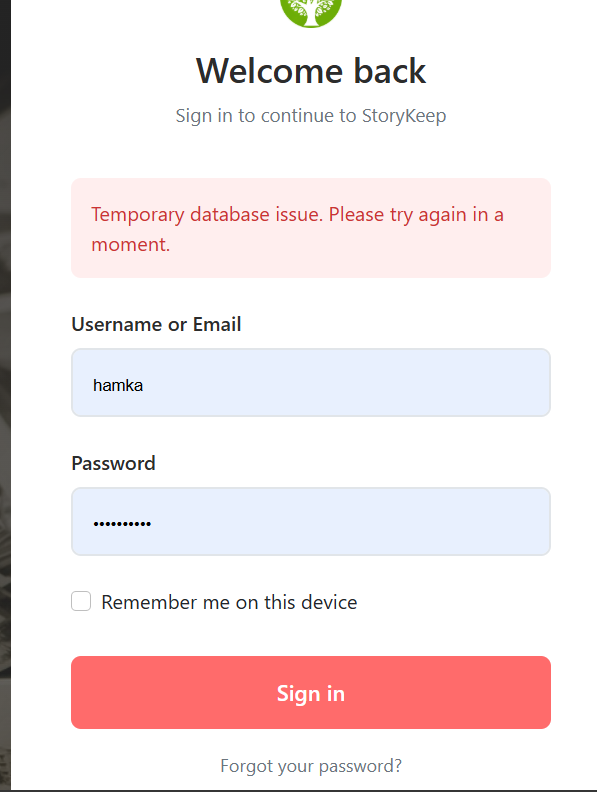 Welcome back
Sign in to continue to StoryKeep
Temporary database issue. Please try again in a
moment.
Username or Email
hamka
Password
••••••••••
Remember me on this device
Sign in
Forgot your password?